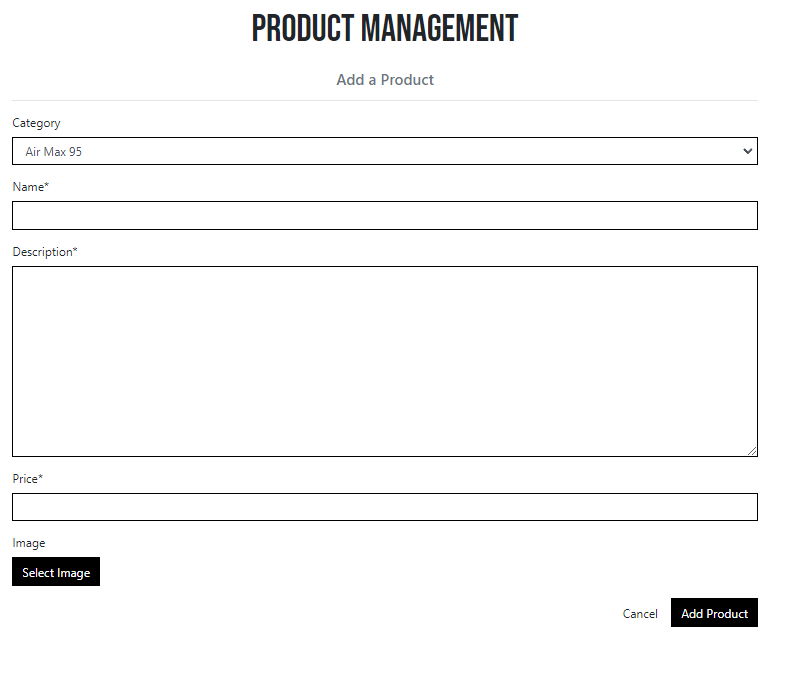 PRODUCT MANAGEMENT
Add a Product
Category
Air Max 95
Name*
Description*
Price*
Image
Select Image
Cancel Add Product